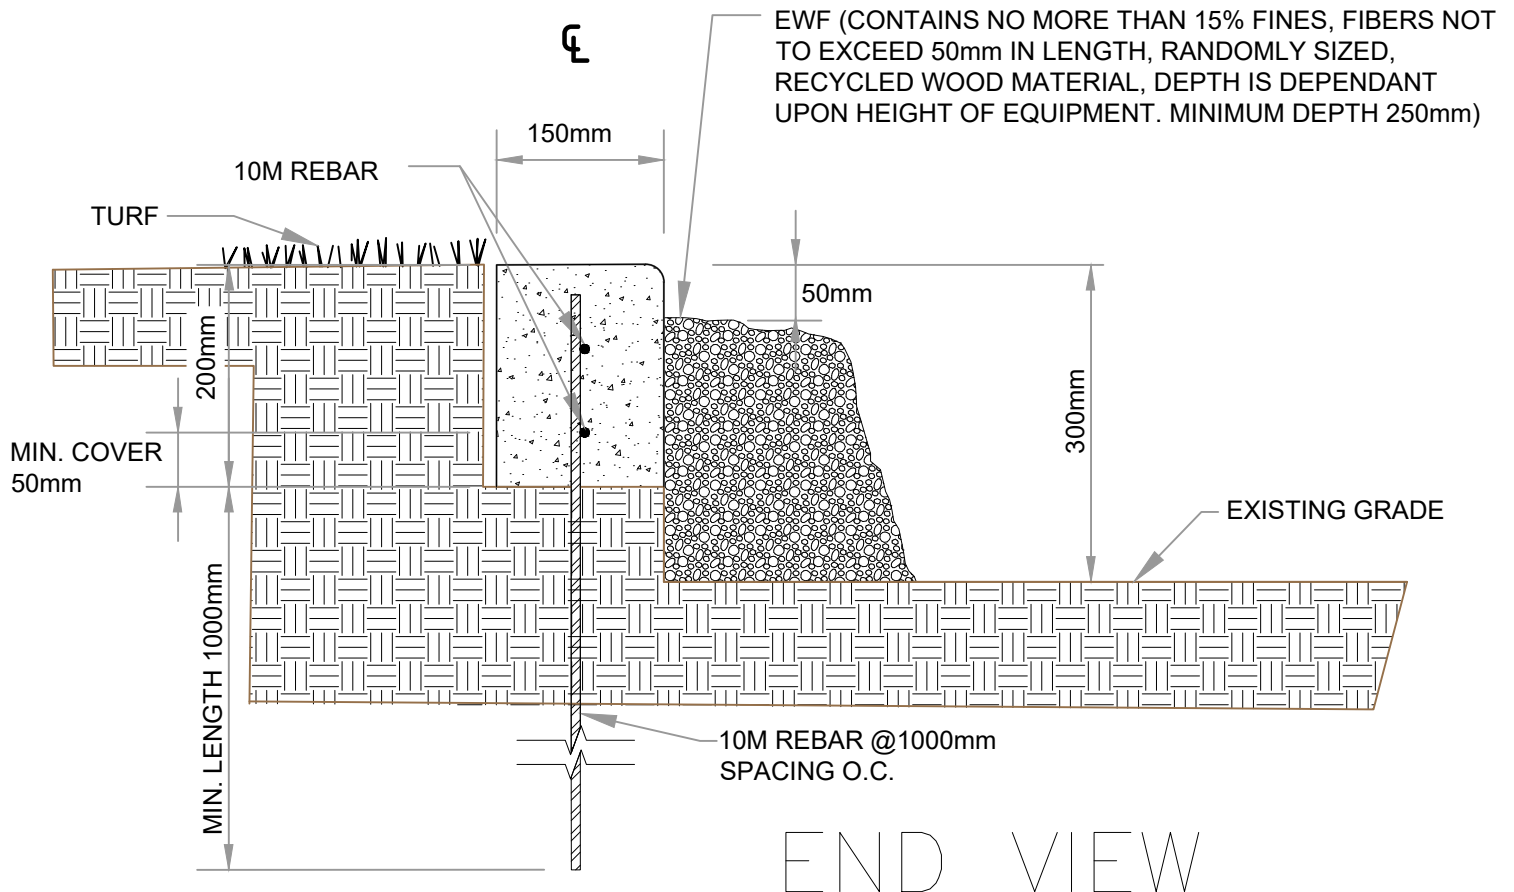 EWF (CONTAINS NO MORE THAN 15% FINES, FIBERS NOT
TO EXCEED 50mm IN LENGTH, RANDOMLY SIZED,
RECYCLED WOOD MATERIAL, DEPTH IS DEPENDANT
UPON HEIGHT OF EQUIPMENT. MINIMUM DEPTH 250mm)
℄
150mm
10M REBAR
TURF
50mm
200mm
300mm
MIN. COVER
50mm
EXISTING GRADE
MIN. LENGTH 1000mm
10M REBAR @1000mm
SPACING O.C.
END VIEW